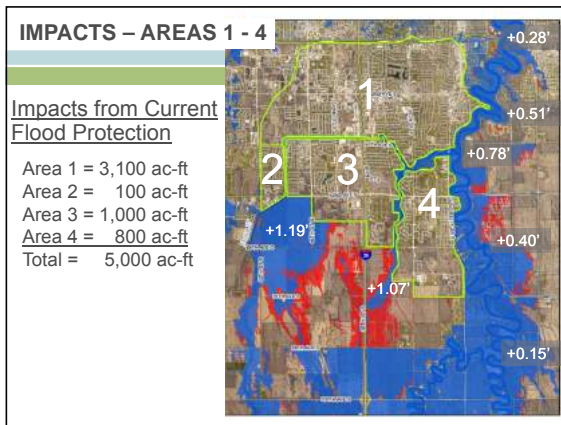 IMPACTS – AREAS 1 - 4
Impacts from Current
Flood Protection
Area 1 = 3,100 ac-ft
Area 2 = 100 ac-ft
Area 3 = 1,000 ac-ft
Area 4 = 800 ac-ft
Total = 5,000 ac-ft
+0.28'
1
+0.51'
+0.78'
2
3
4
+1.19'
+0.40'
+1.07'
+0.15'